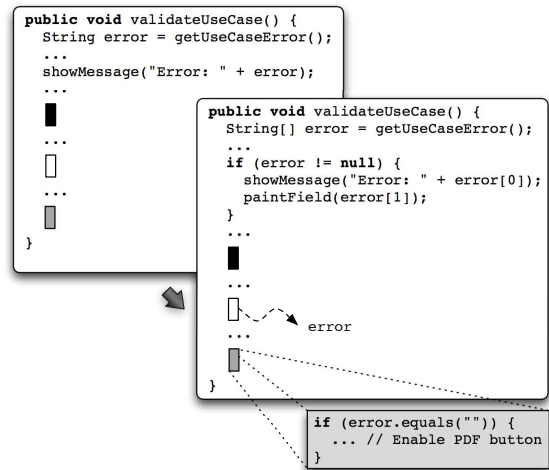 public void validateUseCase() {
String error = getUseCaseError();
...
showMessage("Error: " + error);
...
...
...
}
public void validateUseCase() {
String[] error = getUseCaseError();
...
if (error != null) {
showMessage("Error: " + error[0]);
paintField(error[1]);
}
...
...
error
...
}
if (error.equals("")) {
... // Enable PDF button
}